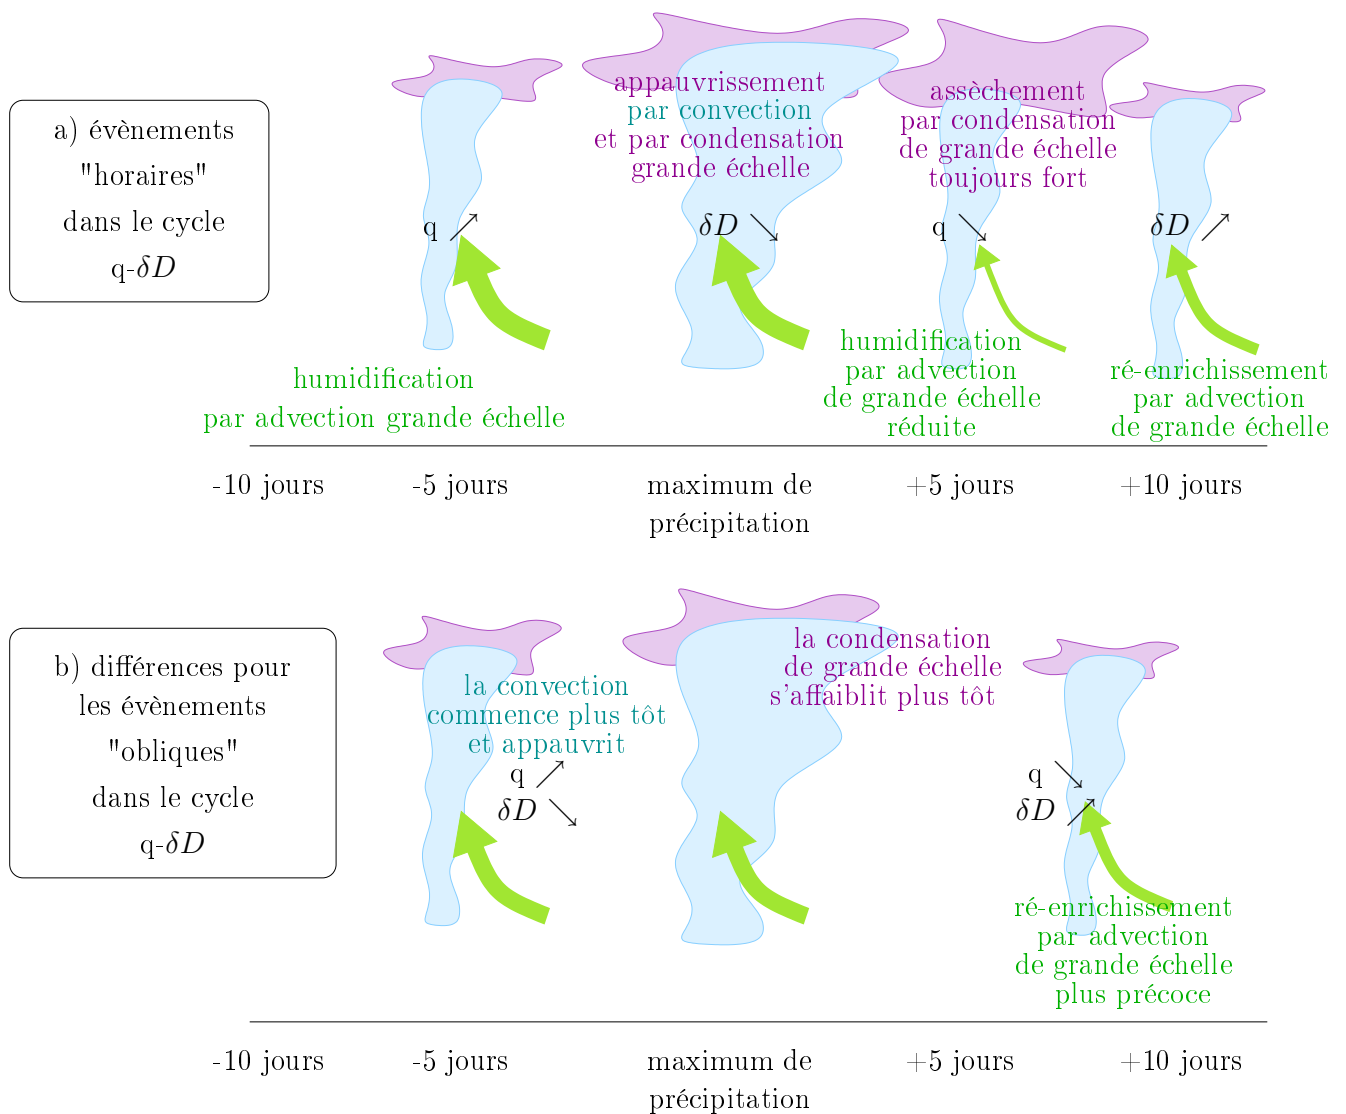 a) évènements
"horaires"
dans le cycle
q-δD
appauvrissement
par convection
et par condensation
grande échelle
assèchement
par condensation
de grande échelle
toujours fort
q ↗
δD ↘
q ↘
δD ↗
humidification
par advection grande échelle
humidification
par advection
de grande échelle
réduite
ré-enrichissement
par advection
de grande échelle
-10 jours
-5 jours
maximum de
précipitation
+5 jours
+10 jours
b) différences pour
les évènements
"obliques"
dans le cycle
q-δD
la convection
commence plus tôt
et appauvrit
q ↗
δD ↘
la condensation
de grande échelle
s'affaiblit plus tôt
q ↘
δD ↗
ré-enrichissement
par advection
de grande échelle
plus précoce
-10 jours
-5 jours
maximum de
précipitation
+5 jours
+10 jours